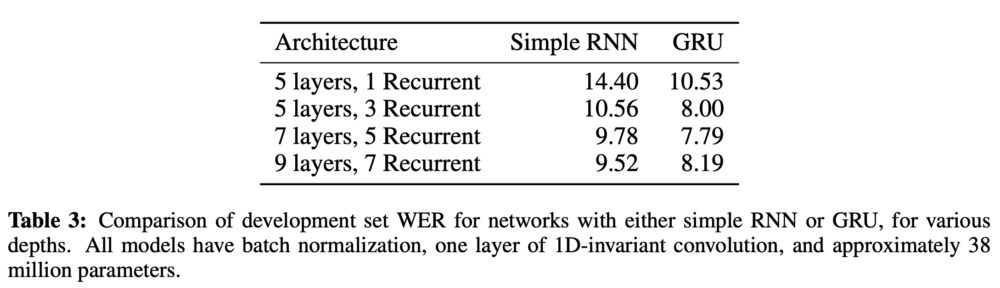 Architecture Simple RNN GRU
5 layers, 1 Recurrent 14.40 10.53
5 layers, 3 Recurrent 10.56 8.00
7 layers, 5 Recurrent 9.78 7.79
9 layers, 7 Recurrent 9.52 8.19
Table 3: Comparison of development set WER for networks with either simple RNN or GRU, for various
depths. All models have batch normalization, one layer of 1D-invariant convolution, and approximately 38
million parameters.